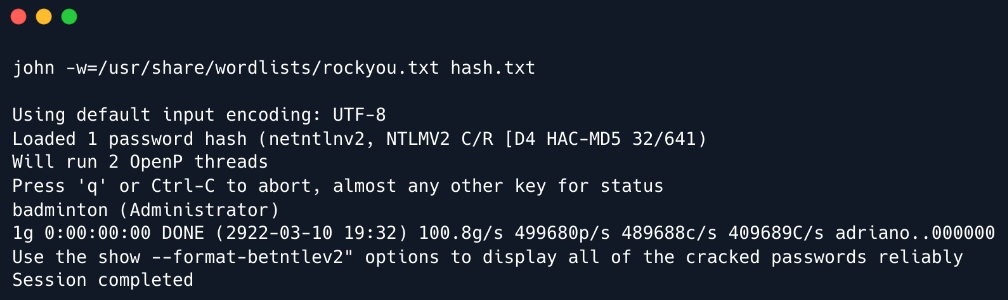 john -w=/usr/share/wordlists/rockyou.txt hash.txt
Using default input encoding: UTF-8
Loaded 1 password hash (netntlnv2, NTLMV2 C/R [D4 HAC-MD5 32/641)
Will run 2 OpenP threads
Press 'q' or Ctrl-C to abort, almost any other key for status
badminton (Administrator)
1g 0:00:00:00 DONE (2922-03-10 19:32) 100.8g/s 499680p/s 489688c/s 409689C/s adriano..000000
Use the show --format-betntlev2" options to display all of the cracked passwords reliably
Session completed